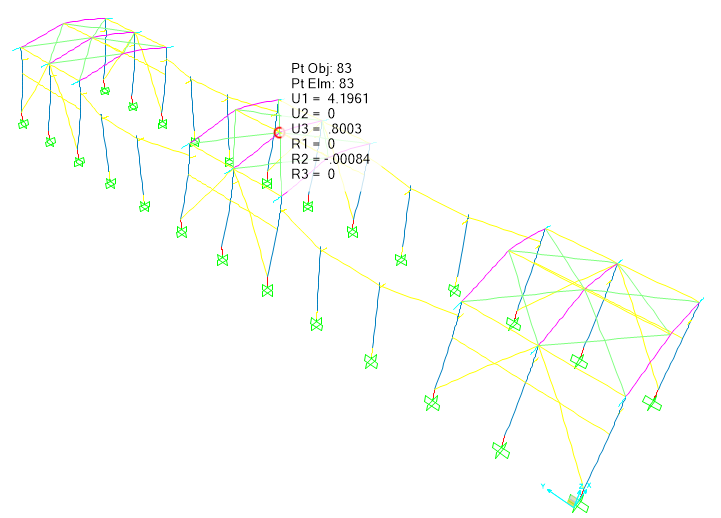 Pt Obj: 83
Pt Elm: 83
U1 = 4.1961
U2 = 0
U3 = .8003
R1 = 0
R2 = -.00084
R3 = 0
Y